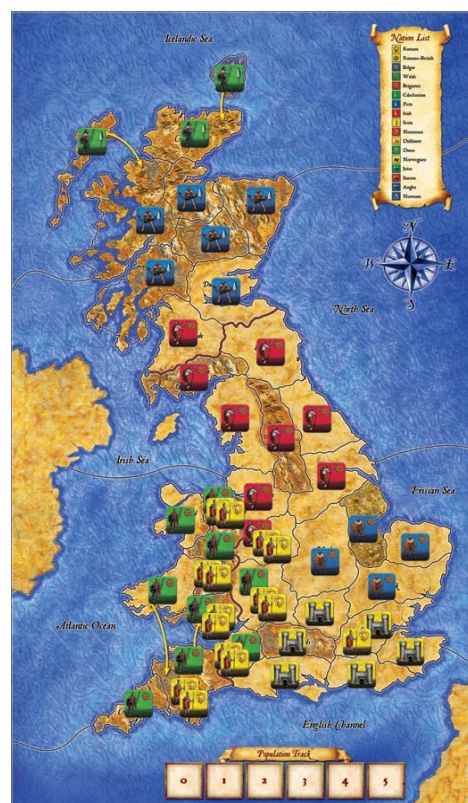 Icelandic Sea
Nation List
Romans
Romano-British
Belgae
Welsh
Brigantes
Caledonians
Picts
Irish
Scots
Norsemen
Dubliners
Danes
Norwegians
Jutes
Saxons
Angles
Normans
N
W
E
S
North Sea
Irish Sea
Frisian Sea
Atlantic Ocean
English Channel
Population Track
0
1
2
3
4
5